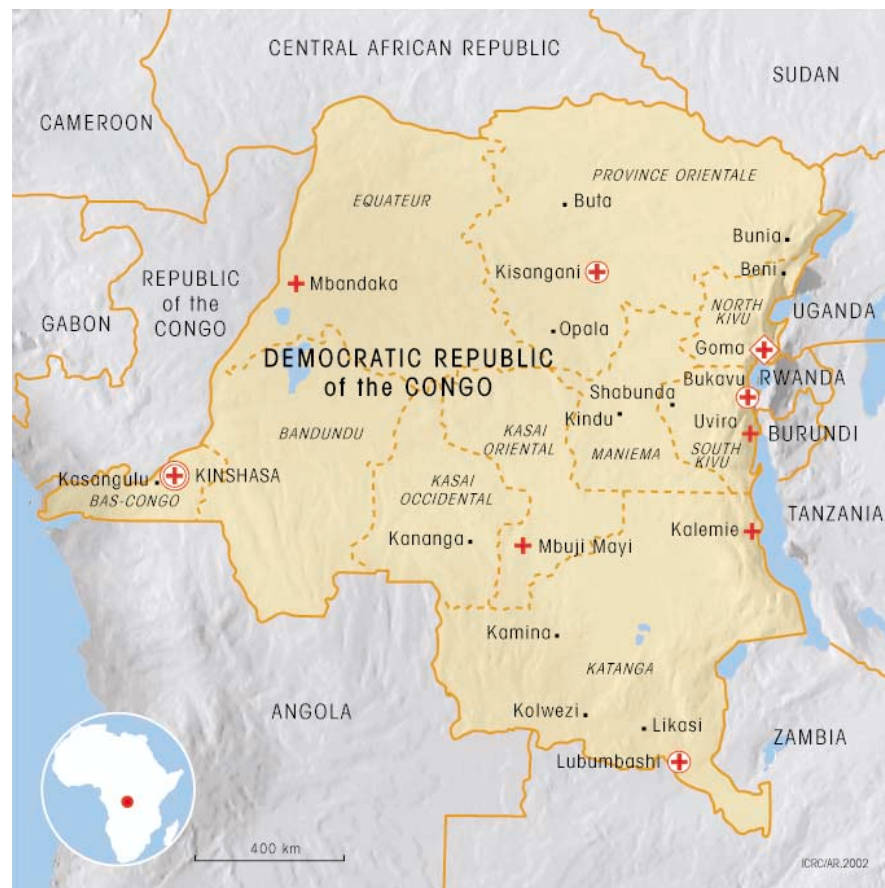 CENTRAL AFRICAN REPUBLIC
SUDAN
CAMEROON
PROVINCE ORIENTALE
EQUATEUR
Buta
Bunia
Beni
Kisangani
REPUBLIC
of the
CONGO
Mbandaka
NORTH
KIVU
UGANDA
GABON
Opala
Goma
DEMOCRATIC REPUBLIC
of the CONGO
Bukavu
RWANDA
Shabunda
Kindu
Uvira
BURUNDI
BANDUNDU
KASAI
ORIENTAL
MANIEMA
SOUTH
KIVU
Kasangulu
KINSHASA
BAS-CONGO
KASAI
OCCIDENTAL
TANZANIA
Kananga
Mbuji Mayi
Kalemie
Kamina
KATANGA
ANGOLA
Kolwezi
Likasi
ZAMBIA
Lubumbashi
400 km
ICRC/AR.2002